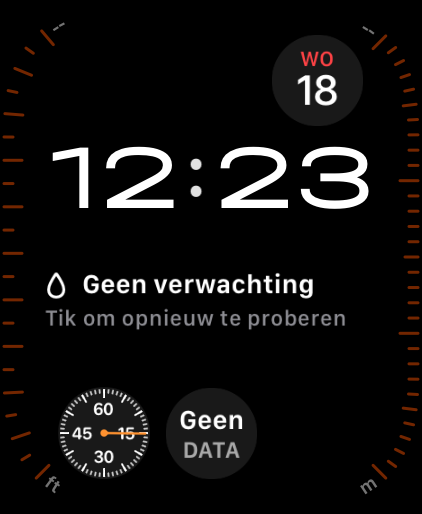 --
--
WO
18
12:23
Geen verwachting
Tik om opnieuw te proberen
60
45
15
30
Geen
DATA
ft
m